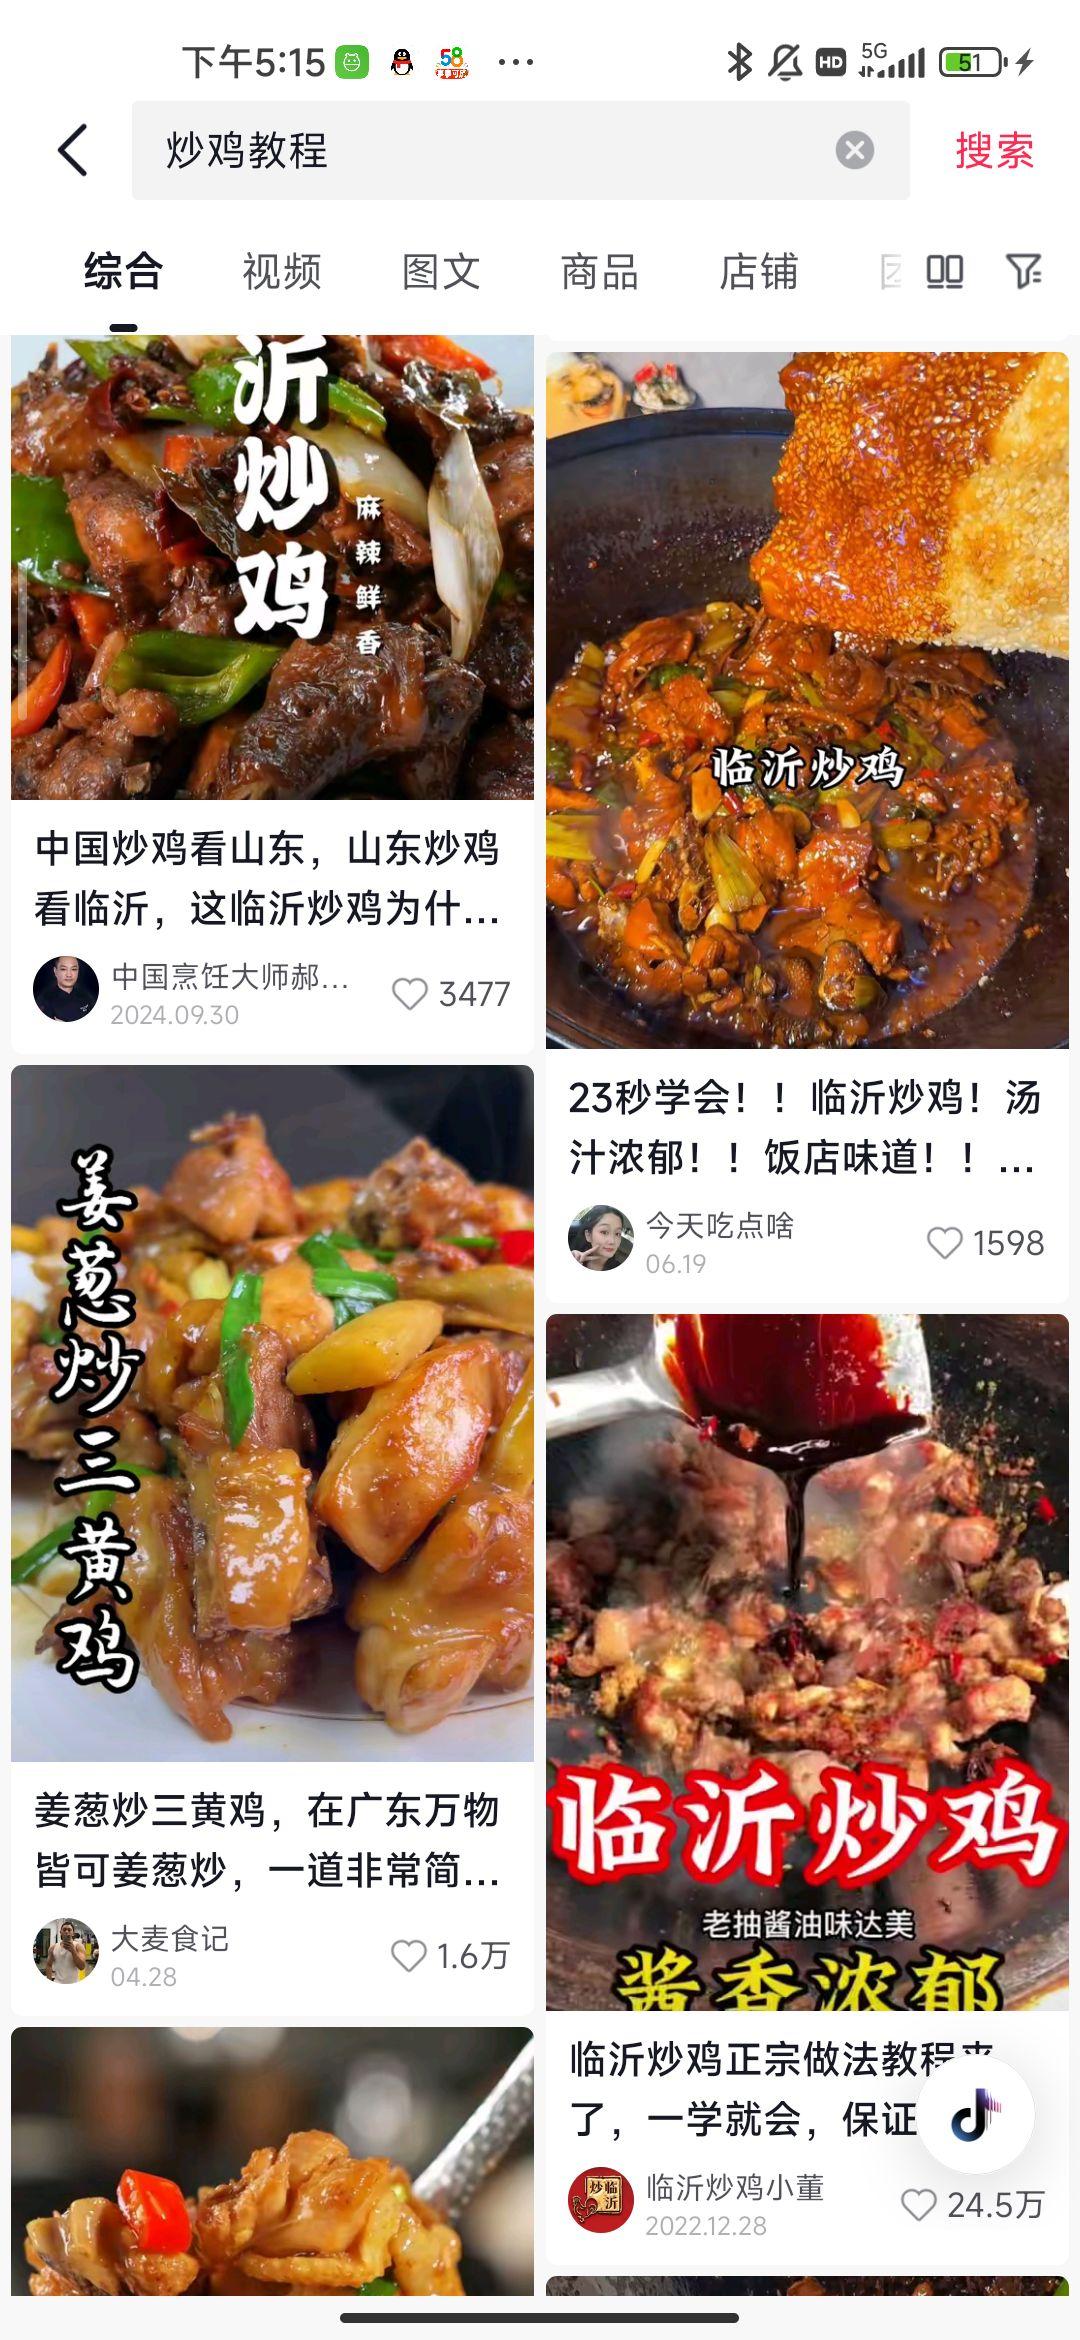 下午5:15
58
HD
5G
51
炒鸡教程
搜索
综合
视频
图文
商品
店铺
沂炒鸡
麻辣鲜香
中国炒鸡看山东，山东炒鸡
看临沂，这临沂炒鸡为什...
中国烹饪大师郝...
2024.09.30
3477
临沂炒鸡
23秒学会！！临沂炒鸡！汤
汁浓郁！！饭店味道！！...
今天吃点啥
06.19
1598
姜葱炒三黄鸡
姜葱炒三黄鸡，在广东万物
皆可姜葱炒，一道非常简...
大麦食记
04.28
1.6万
临沂炒鸡
老抽酱油味达美
酱香浓郁
临沂炒鸡正宗做法教程来
了，一学就会，保证
临沂炒鸡小董
2022.12.28
24.5万